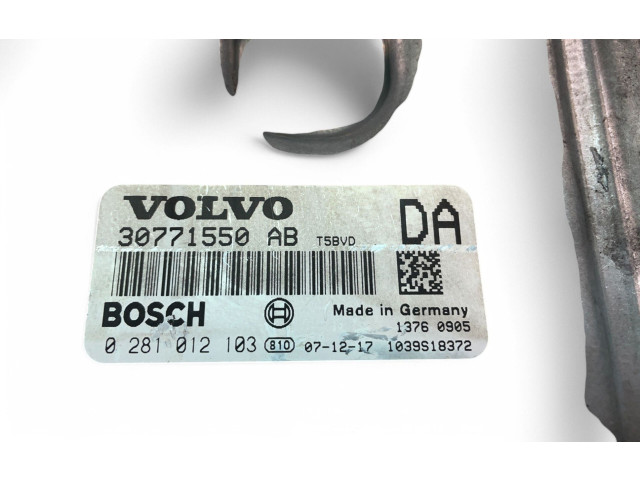 VOLVO
30771550 AB T5BVD
DA
BOSCH
Made in Germany
1376 0905
0 281 012 103 810 07-12-17 1039S18372